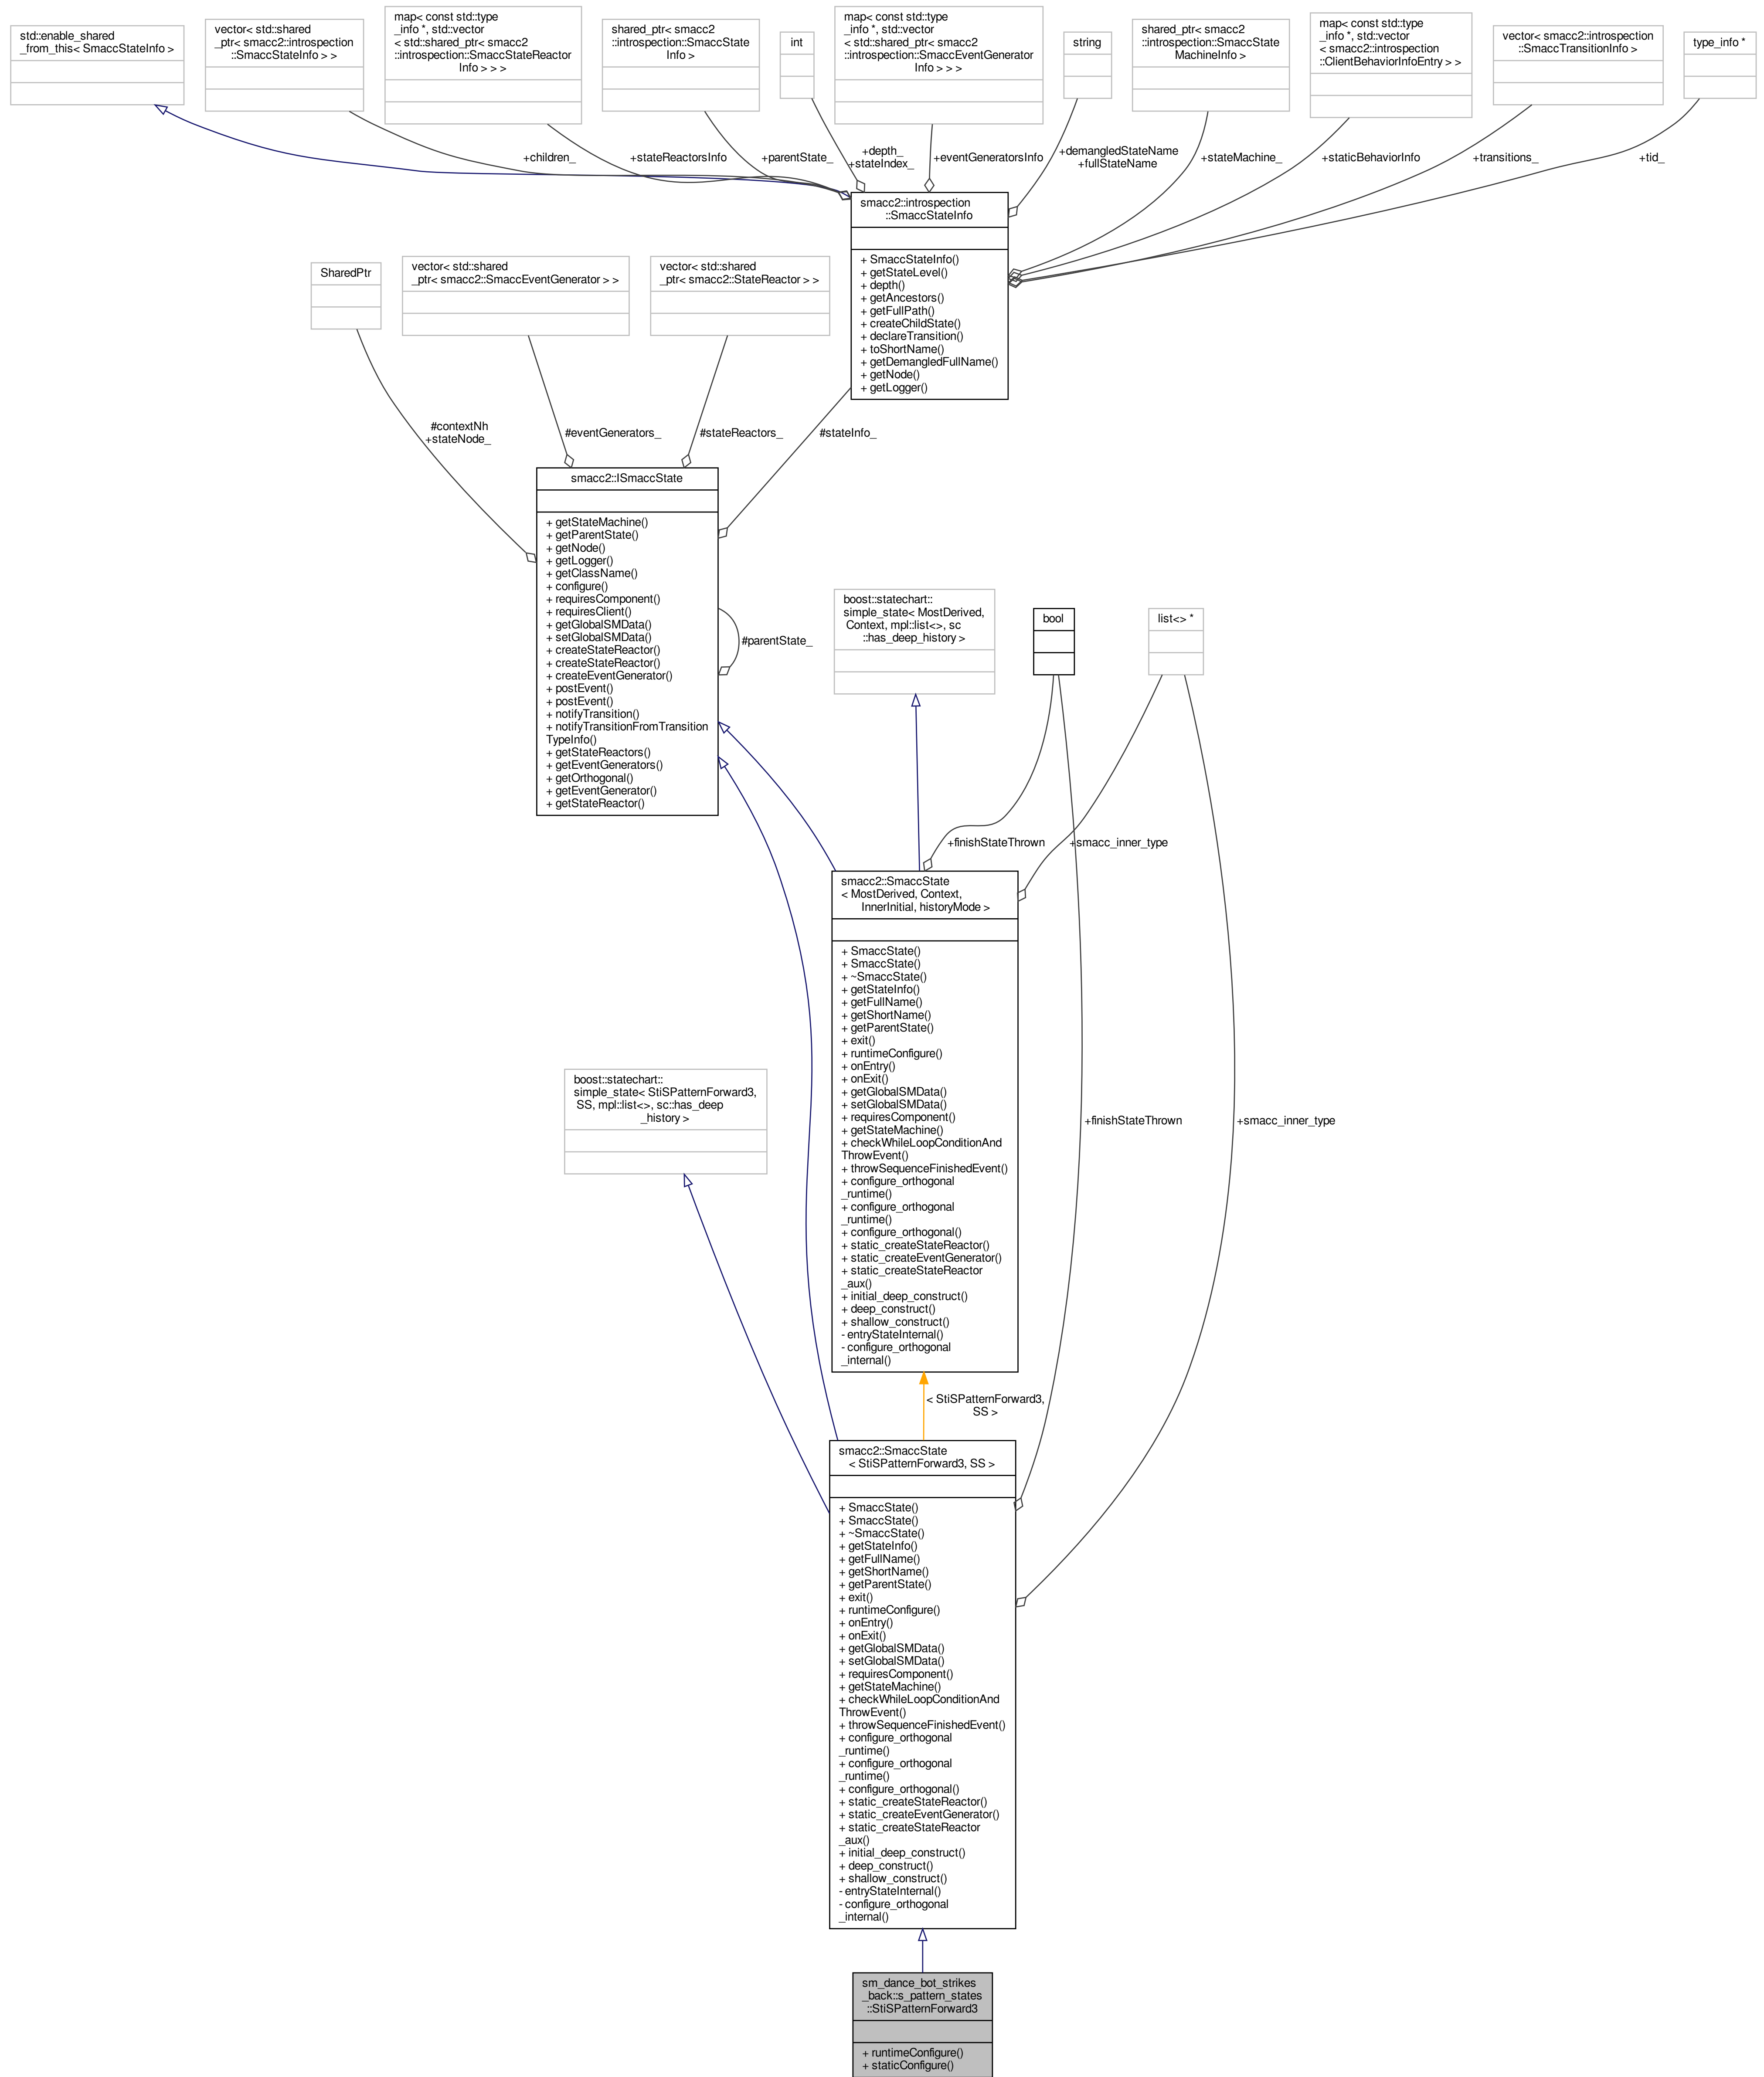 std::enable_shared
_from_this< SmaccStateInfo >
vector< std::shared
_ptr< smacc2::introspection
::SmaccStateInfo > >
map< const std::type
_info *, std::vector
< std::shared_ptr< smacc2
::introspection::SmaccStateReactor
Info > > >
shared_ptr< smacc2
::introspection::SmaccState
Info >
int
map< const std::type
_info *, std::vector
< std::shared_ptr< smacc2
::introspection::SmaccEventGenerator
Info > > >
string
shared_ptr< smacc2
::introspection::SmaccState
MachineInfo >
map< const std::type
_info *, std::vector
< smacc2::introspection
::ClientBehaviorInfoEntry > >
vector< smacc2::introspection
::SmaccTransitionInfo >
type_info *
+children_
+stateReactorsInfo
+parentState_
+depth_
+stateIndex_
+eventGeneratorsInfo
+demangledStateName
+fullStateName
+stateMachine_
+staticBehaviorInfo
+transitions_
+tid_
smacc2::introspection
::SmaccStateInfo
+ SmaccStateInfo()
+ getStateLevel()
+ depth()
+ getAncestors()
+ getFullPath()
+ createChildState()
+ declareTransition()
+ toShortName()
+ getDemangledFullName()
+ getNode()
+ getLogger()
SharedPtr
vector< std::shared
_ptr< smacc2::SmaccEventGenerator > >
vector< std::shared
_ptr< smacc2::StateReactor > >
#contextNh
+stateNode_
#eventGenerators_
#stateReactors_
#stateInfo_
smacc2::ISmaccState
+ getStateMachine()
+ getParentState()
+ getNode()
+ getLogger()
+ getClassName()
+ configure()
+ requiresComponent()
+ requiresClient()
+ getGlobalSMData()
+ setGlobalSMData()
+ createStateReactor()
+ createStateReactor()
+ createEventGenerator()
+ postEvent()
+ postEvent()
+ notifyTransition()
+ notifyTransitionFromTransition
TypeInfo()
+ getStateReactors()
+ getEventGenerators()
+ getOrthogonal()
+ getEventGenerator()
+ getStateReactor()
#parentState_
boost::statechart::
simple_state< MostDerived,
Context, mpl::list<>, sc
::has_deep_history >
bool
list<> *
+finishStateThrown
+smacc_inner_type
smacc2::SmaccState
< MostDerived, Context,
InnerInitial, historyMode >
+ SmaccState()
+ SmaccState()
+ ~SmaccState()
+ getStateInfo()
+ getFullName()
+ getShortName()
+ getParentState()
+ exit()
+ runtimeConfigure()
+ onEntry()
+ onExit()
+ getGlobalSMData()
+ setGlobalSMData()
+ requiresComponent()
+ getStateMachine()
+ checkWhileLoopConditionAnd
ThrowEvent()
+ throwSequenceFinishedEvent()
+ configure_orthogonal
_runtime()
+ configure_orthogonal
_runtime()
+ configure_orthogonal()
+ static_createStateReactor()
+ static_createEventGenerator()
+ static_createStateReactor
_aux()
+ initial_deep_construct()
+ deep_construct()
+ shallow_construct()
- entryStateInternal()
- configure_orthogonal
_internal()
boost::statechart::
simple_state< StiSPatternForward3,
SS, mpl::list<>, sc::has_deep
_history >
+finishStateThrown
+smacc_inner_type
< StiSPatternForward3,
SS >
smacc2::SmaccState
< StiSPatternForward3, SS >
+ SmaccState()
+ SmaccState()
+ ~SmaccState()
+ getStateInfo()
+ getFullName()
+ getShortName()
+ getParentState()
+ exit()
+ runtimeConfigure()
+ onEntry()
+ onExit()
+ getGlobalSMData()
+ setGlobalSMData()
+ requiresComponent()
+ getStateMachine()
+ checkWhileLoopConditionAnd
ThrowEvent()
+ throwSequenceFinishedEvent()
+ configure_orthogonal
_runtime()
+ configure_orthogonal
_runtime()
+ configure_orthogonal()
+ static_createStateReactor()
+ static_createEventGenerator()
+ static_createStateReactor
_aux()
+ initial_deep_construct()
+ deep_construct()
+ shallow_construct()
- entryStateInternal()
- configure_orthogonal
_internal()
sm_dance_bot_strikes
_back::s_pattern_states
::StiSPatternForward3
+ runtimeConfigure()
+ staticConfigure()